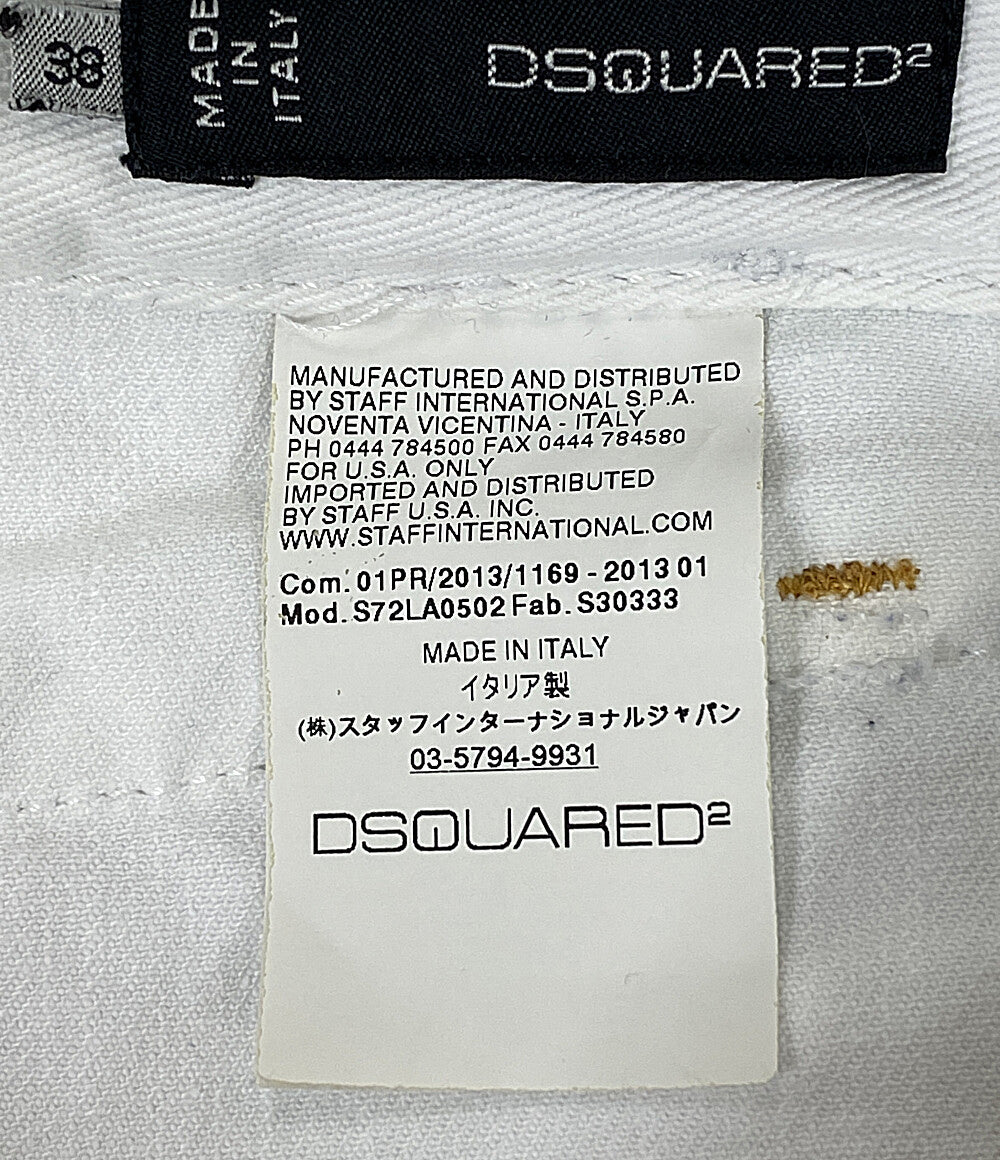 38
MADE
IN
ITALY
DSQUARED2
MANUFACTURED AND DISTRIBUTED
BY STAFF INTERNATIONAL S.P.A.
NOVENTA VICENTINA - ITALY
PH 0444 784500 FAX 0444 784580
FOR U.S.A. ONLY
IMPORTED AND DISTRIBUTED
BY STAFF U.S.A. INC.
WWW.STAFFINTERNATIONAL.COM
Com. 01PR/2013/1169 - 2013 01
Mod. S72LA0502 Fab. S30333
MADE IN ITALY
イタリア製
(株)スタッフインターナショナルジャパン
03-5794-9931
DSQUARED2